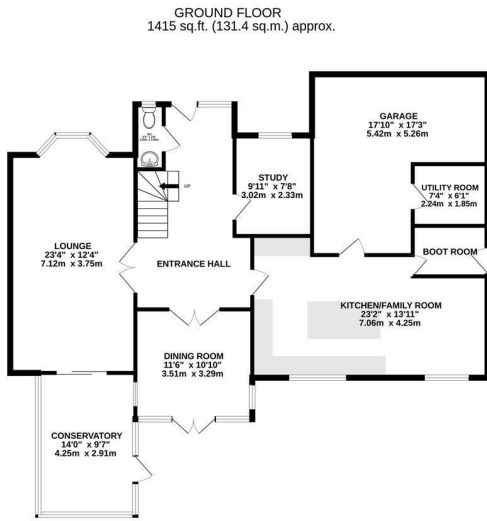 GROUND FLOOR
1415 sq.ft. (131.4 sq.m.) approx.
GARAGE
17'10" x 17'3"
5.42m x 5.26m
WC
STUDY
9'11" x 7'8"
3.02m x 2.33m
UTILITY ROOM
7'4" x 6'1"
2.24m x 1.85m
UP
LOUNGE
23'4" x 12'4"
7.12m x 3.75m
ENTRANCE HALL
BOOT ROOM
KITCHEN/FAMILY ROOM
23'2" x 13'11"
7.06m x 4.25m
DINING ROOM
11'6" x 10'10"
3.51m x 3.29m
CONSERVATORY
14'0" x 9'7"
4.25m x 2.91m